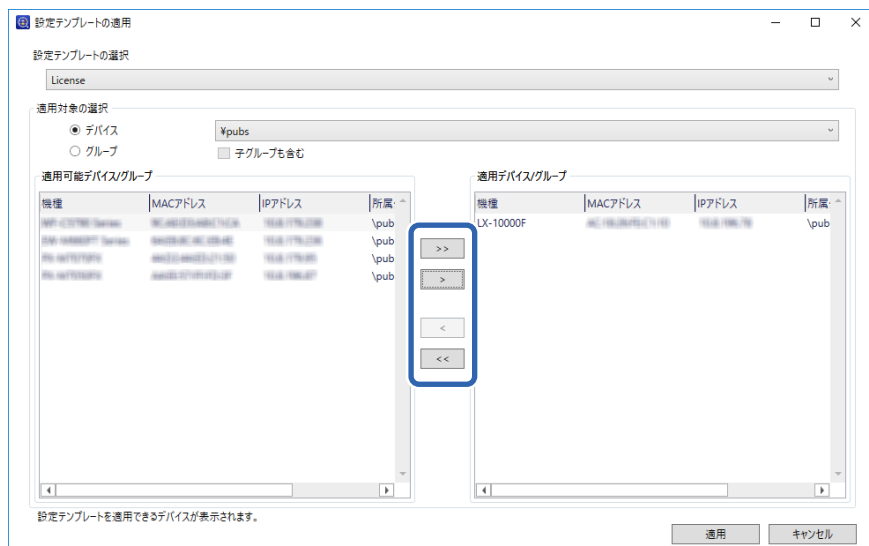 設定テンプレートの適用
設定テンプレートの選択
License
適用対象の選択
デバイス
¥pubs
グループ
子グループも含む
適用可能デバイス/グループ
適用デバイス/グループ
機種 MACアドレス IPアドレス 所属・
機種 MACアドレス IPアドレス 所属・
\pub
LX-10000F \pub
\pub
\pub
\pub
>>
>
<
<<
設定テンプレートを適用できるデバイスが表示されます。
適用 キャンセル